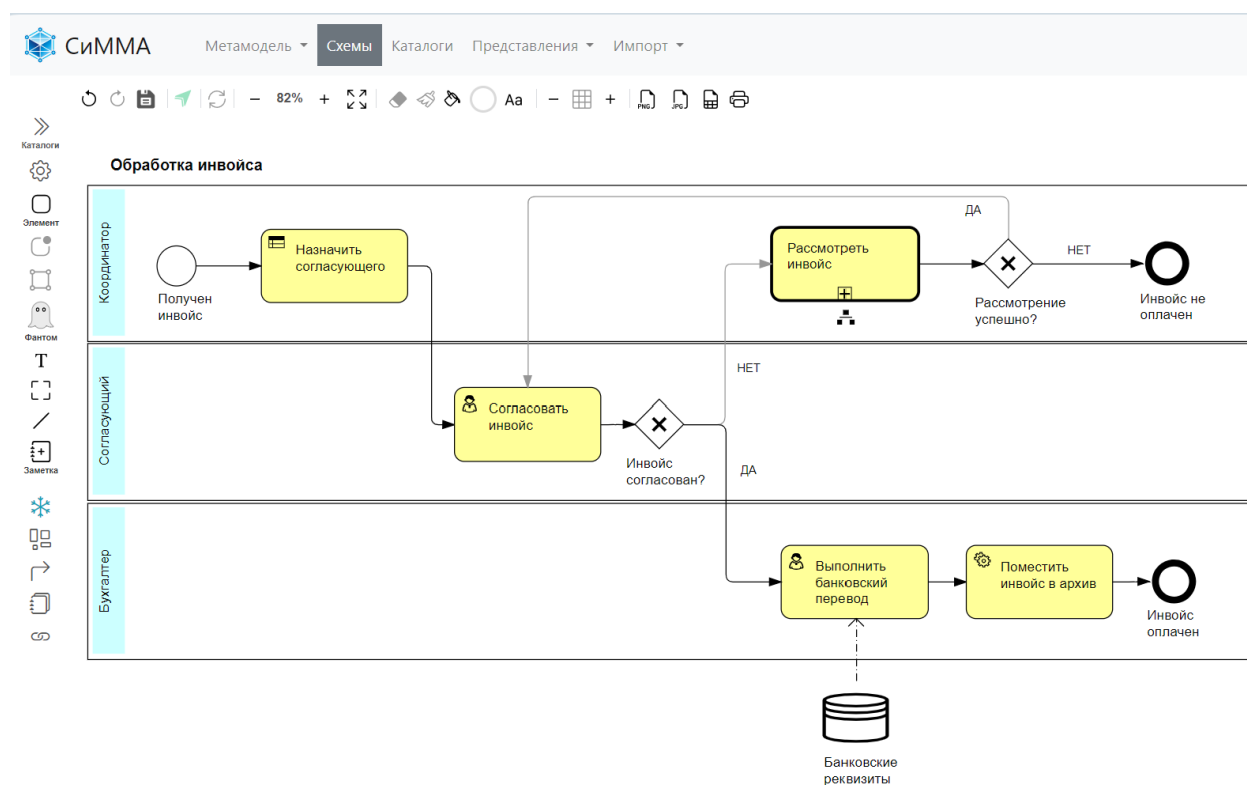 СиММА
Метамодель
Схемы
Каталоги
Представления
Импорт
82%
Aa
PNG
JPG
Каталоги
Элемент
Фантом
T
Заметка
Обработка инвойса
Координатор
Получен
инвойс
Назначить
согласующего
Рассмотреть
инвойс
ДА
Рассмотрение
успешно?
НЕТ
Инвойс не
оплачен
Согласующий
Согласовать
инвойс
Инвойс
согласован?
НЕТ
ДА
Бухгалтер
Выполнить
банковский
перевод
Поместить
инвойс в архив
Инвойс
оплачен
Банковские
реквизиты